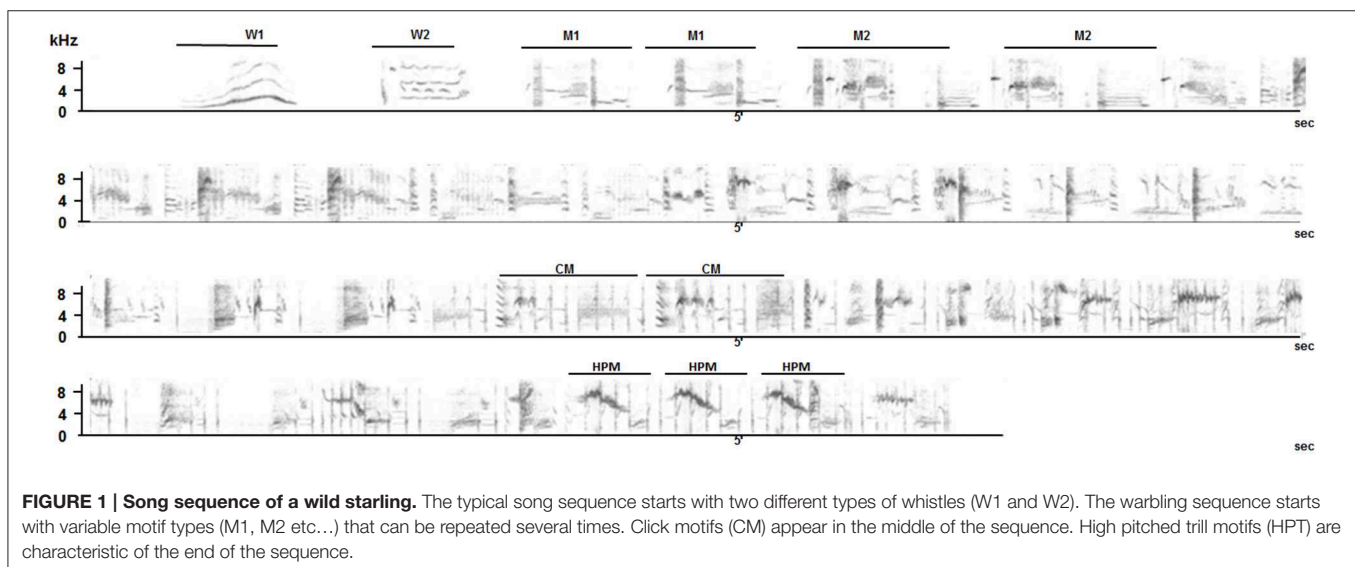 kHz W1 W2 M1 M1 M2 M2
8
4
0
5'
sec
8
4
0
5'
sec
CM CM
8
4
0
5'
sec
HPM HPM HPM
8
4
0
5'
sec
FIGURE 1 | Song sequence of a wild starling. The typical song sequence starts with two different types of whistles (W1 and W2). The warbling sequence starts
with variable motif types (M1, M2 etc…) that can be repeated several times. Click motifs (CM) appear in the middle of the sequence. High pitched trill motifs (HPT) are
characteristic of the end of the sequence.